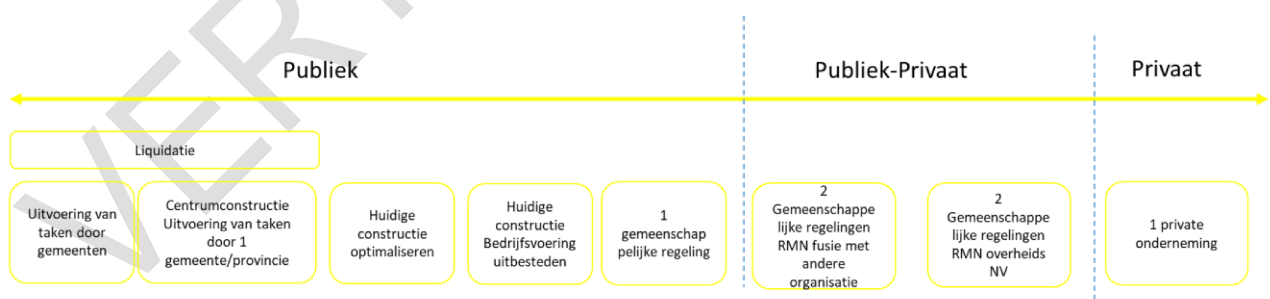 Publiek
Publiek-Privaat
Privaat
Liquidatie
Uitvoering van
taken door
gemeenten
Centrumconstructie
Uitvoering van taken
door 1
gemeente/provincie
Huidige
constructie
optimaliseren
Huidige
constructie
Bedrijfsvoering
uitbesteden
1
gemeenschap
pelijke regeling
2
Gemeenschappe
lijke regelingen
RMN fusie met
andere
organisatie
2
Gemeenschappe
lijke regelingen
RMN overheids
NV
1 private
onderneming
VER